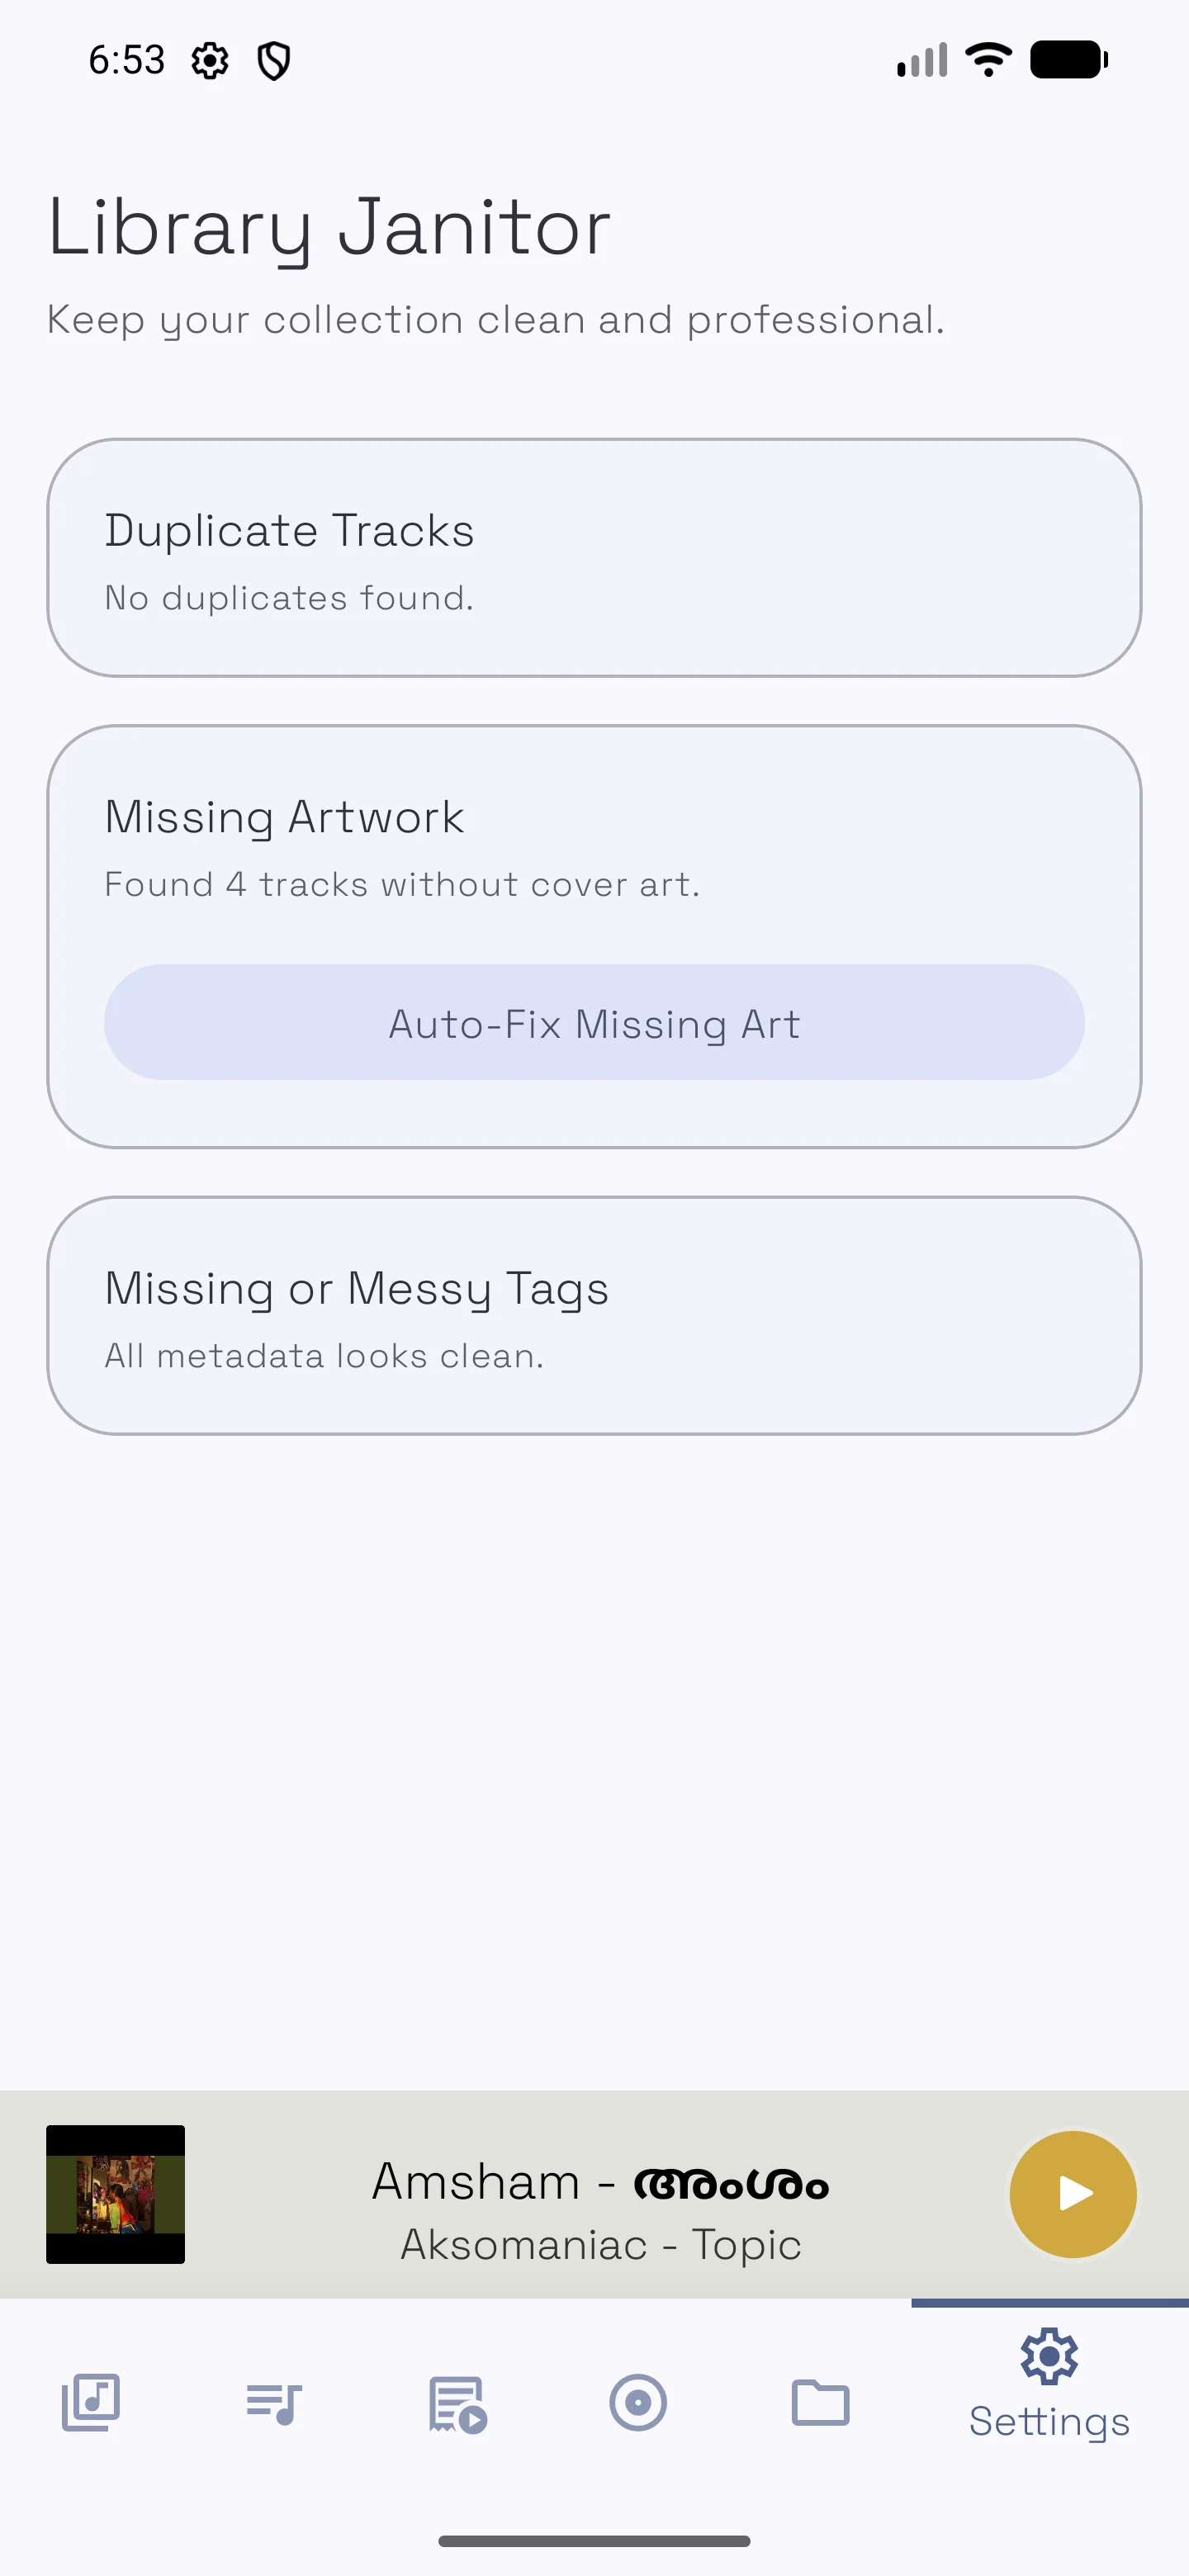 6:53
Library Janitor
Keep your collection clean and professional.
Duplicate Tracks
No duplicates found.
Missing Artwork
Found 4 tracks without cover art.
Auto-Fix Missing Art
Missing or Messy Tags
All metadata looks clean.
Amsham - അംശം
Aksomaniac - Topic
Settings